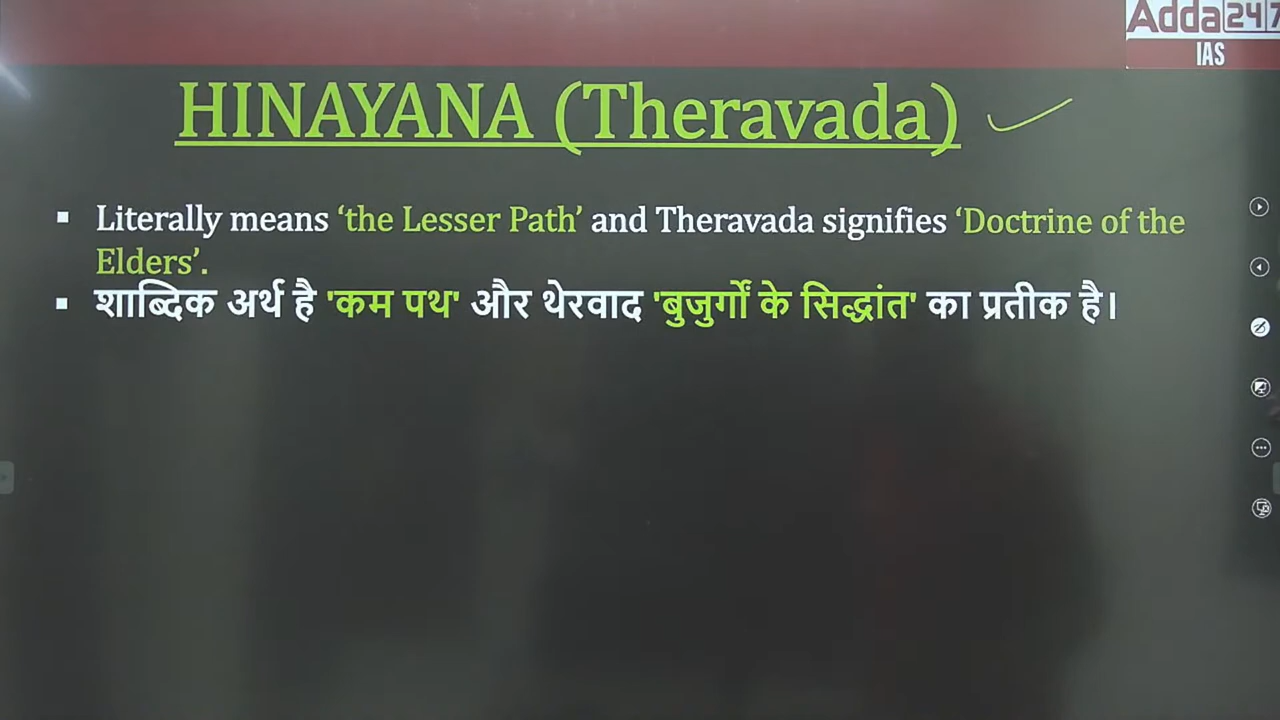 Adda247
IAS
HINAYANA (Theravada)
▪ Literally means ‘the Lesser Path’ and Theravada signifies ‘Doctrine of the
Elders’.
▪ शाब्दिक अर्थ है 'कम पथ' और थेरवाद 'बुजुर्गों के सिद्धांत' का प्रतीक है।